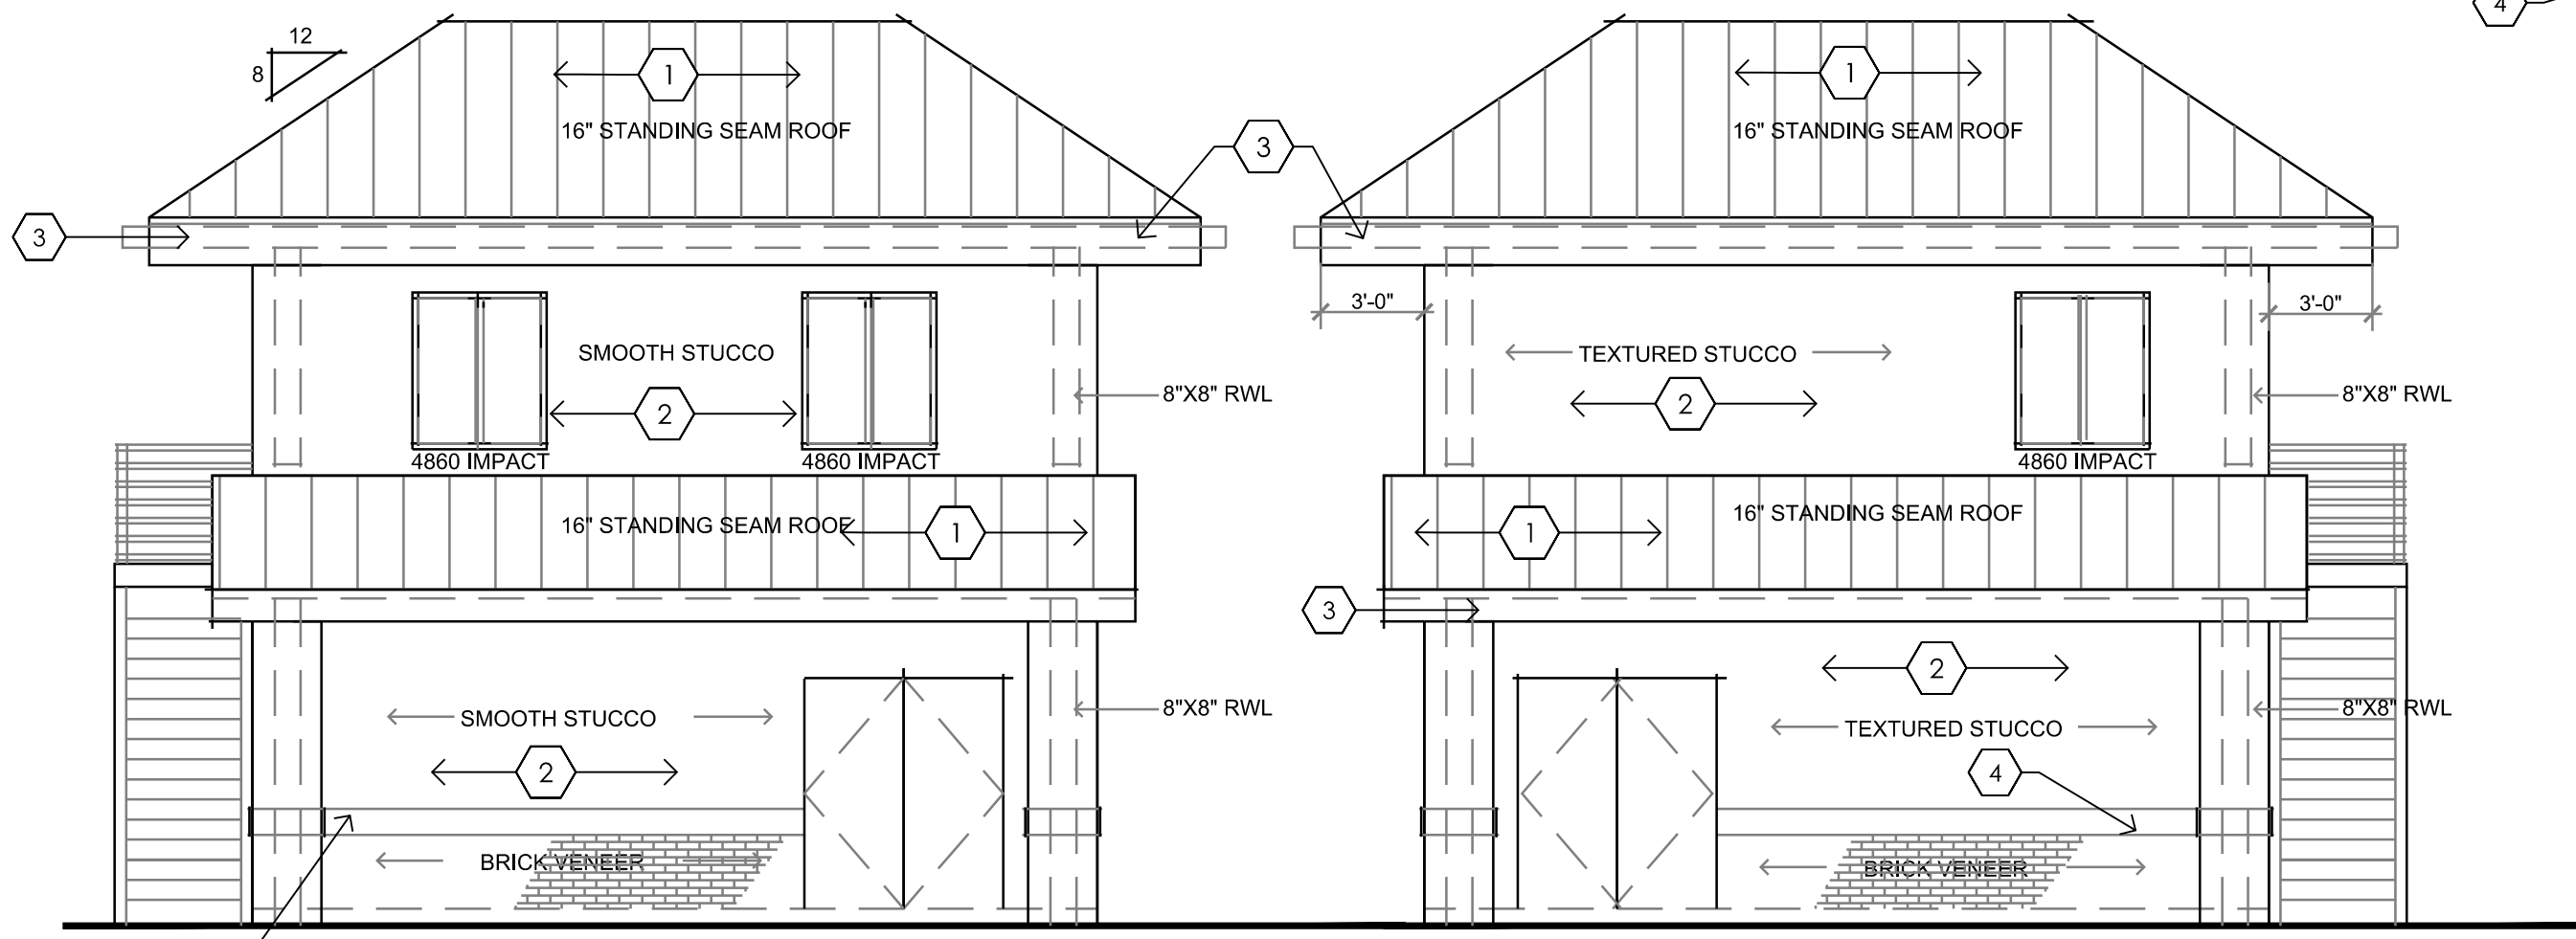 4
12
8
1
1
16" STANDING SEAM ROOF
16" STANDING SEAM ROOF
3
3
3'-0"
3'-0"
SMOOTH STUCCO
TEXTURED STUCCO
8"X8" RWL
8"X8" RWL
2
2
4860 IMPACT
4860 IMPACT
4860 IMPACT
16" STANDING SEAM ROOF
1
1
16" STANDING SEAM ROOF
3
2
SMOOTH STUCCO
8"X8" RWL
TEXTURED STUCCO
8"X8" RWL
2
4
BRICK VENEER
BRICK VENEER